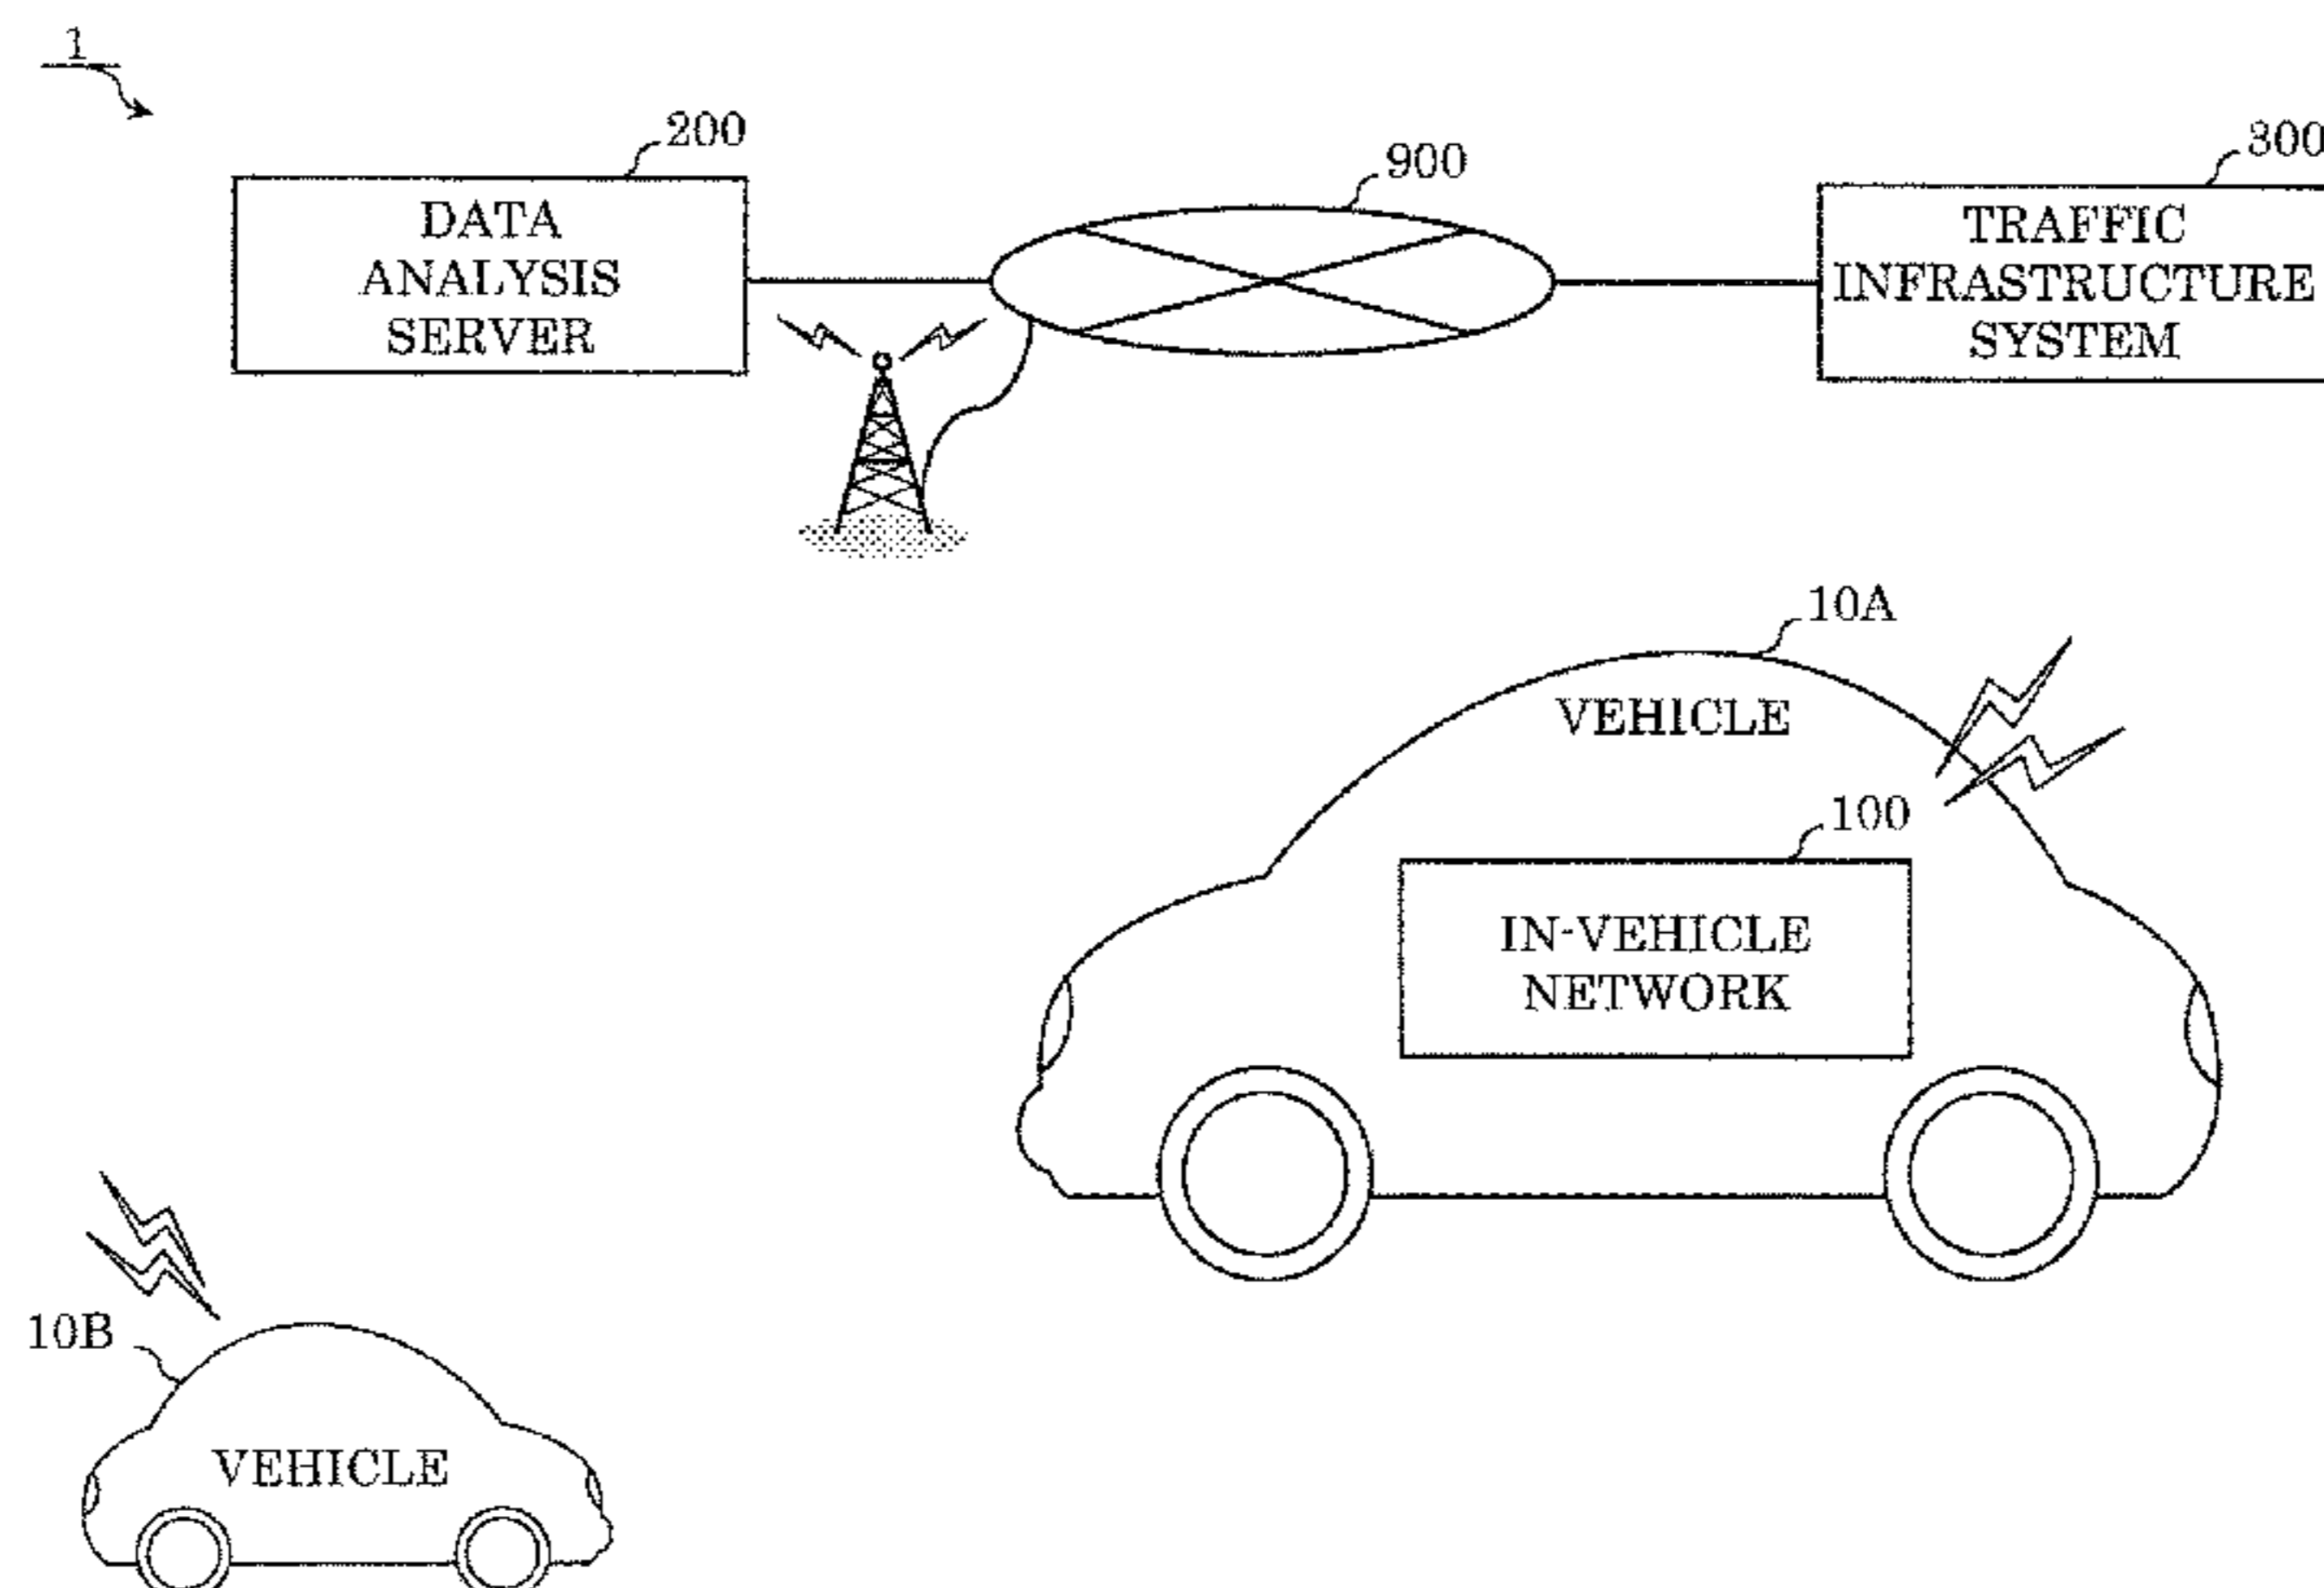 1
200
900
300
DATA
ANALYSIS
SERVER
TRAFFIC
INFRASTRUCTURE
SYSTEM
10A
VEHICLE
100
IN-VEHICLE
NETWORK
10B
VEHICLE